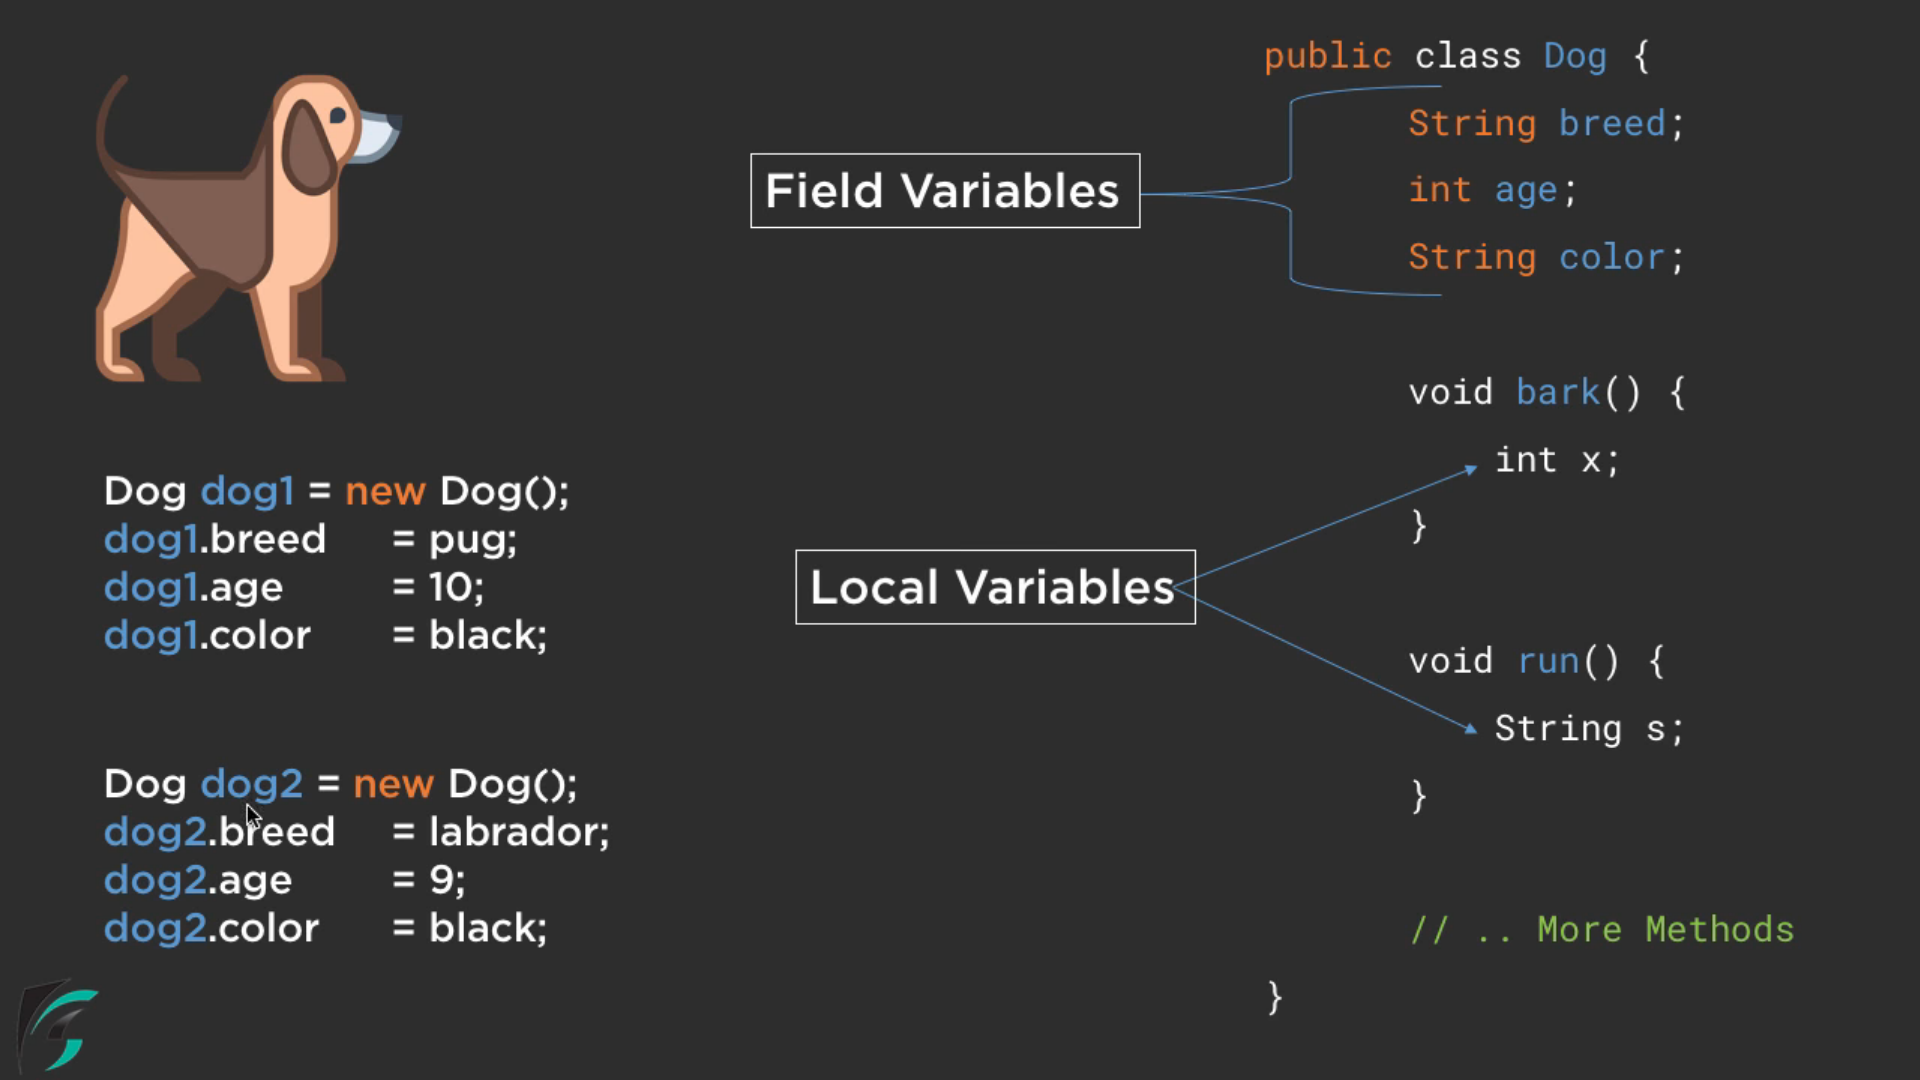 public class Dog {
String breed;
int age;
String color;
Field Variables
void bark() {
int x;
}
Local Variables
void run() {
String s;
}
// .. More Methods
}
Dog dog1 = new Dog();
dog1.breed = pug;
dog1.age = 10;
dog1.color = black;
Dog dog2 = new Dog();
dog2.breed = labrador;
dog2.age = 9;
dog2.color = black;